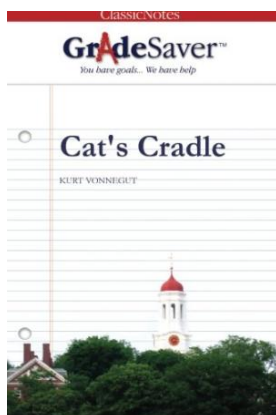 ClassicNotes
GrAdeSaver™
You have goals... We have help
Cat's Cradle
KURT VONNEGUT